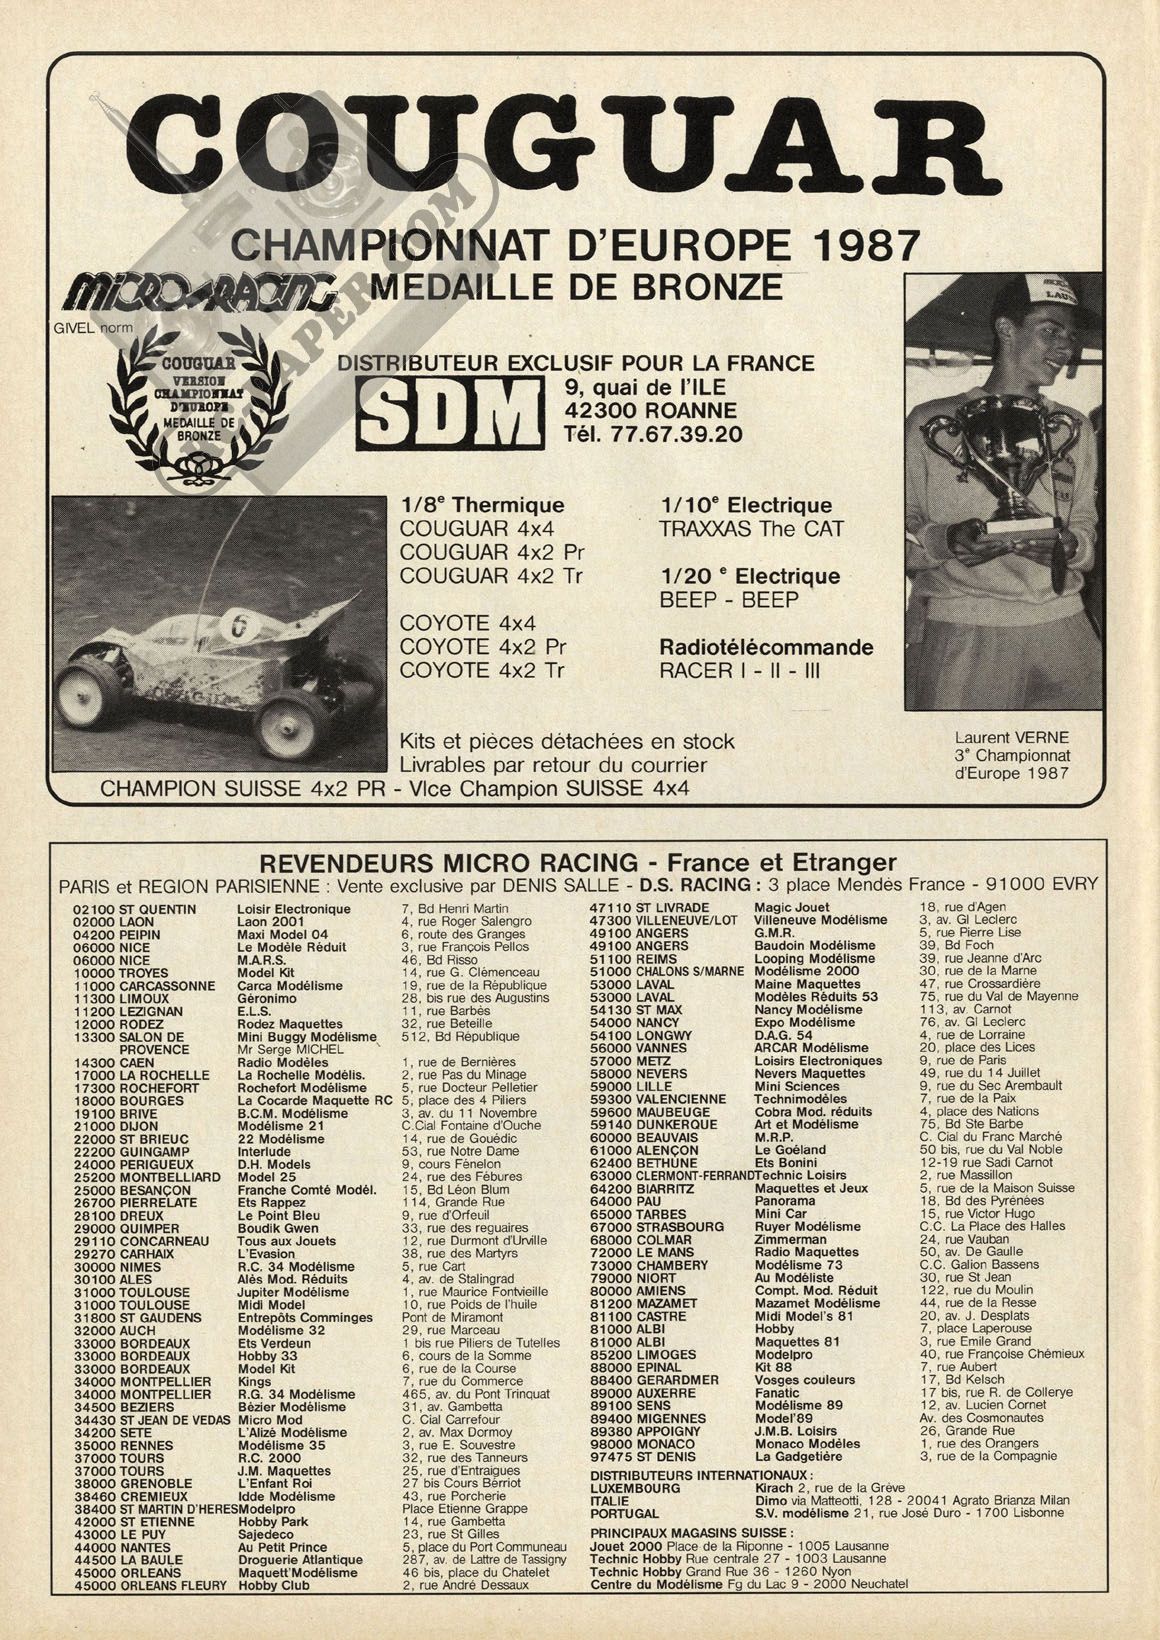 COUGUAR
CHAMPIONNAT D'EUROPE 1987
MEDAILLE DE BRONZE
MICRO RACING
GIVEL norm
COUGUAR
VERSION
CHAMPIONNAT
D'EUROPE
MEDAILLE DE
BRONZE
DISTRIBUTEUR EXCLUSIF POUR LA FRANCE
SDM
9, quai de l'ILE
42300 ROANNE
Tél. 77.67.39.20
1/8e Thermique
COUGUAR 4x4
COUGUAR 4x2 Pr
COUGUAR 4x2 Tr
COYOTE 4x4
COYOTE 4x2 Pr
COYOTE 4x2 Tr
1/10e Electrique
TRAXXAS The CAT
1/20 e Electrique
BEEP - BEEP
Radiotélécommande
RACER I - II - III
6
Kits et pièces détachées en stock
Livrables par retour du courrier
CHAMPION SUISSE 4x2 PR - VIce Champion SUISSE 4x4
Laurent VERNE
3e Championnat
d'Europe 1987
REVENDEURS MICRO RACING - France et Etranger
PARIS et REGION PARISIENNE : Vente exclusive par DENIS SALLE - D.S. RACING : 3 place Mendès France - 91000 EVRY
02100 ST QUENTIN Loisir Electronique 7, Bd Henri Martin
02000 LAON Laon 2001 4, rue Roger Salengro
04200 PEIPIN Maxi Model 04 6, route des Granges
06000 NICE Le Modèle Réduit 3, rue François Pellos
06000 NICE M.A.R.S. 46, Bd Risso
10000 TROYES Model Kit 14, rue G. Clémenceau
11000 CARCASSONNE Carca Modélisme 19, rue de la République
11300 LIMOUX Géronimo 28, bis rue des Augustins
11200 LEZIGNAN E.L.S. 11, rue Barbès
12000 RODEZ Rodez Maquettes 32, rue Beteille
13300 SALON DE Mini Buggy Modélisme 512, Bd République
PROVENCE Mr Serge MICHEL
14300 CAEN Radio Modèles 1, rue de Bernières
17000 LA ROCHELLE La Rochelle Modélis. 2, rue Pas du Minage
17300 ROCHEFORT Rochefort Modélisme 5, rue Docteur Pelletier
18000 BOURGES La Cocarde Maquette RC 5, place des 4 Piliers
19100 BRIVE B.C.M. Modélisme 3, av. du 11 Novembre
21000 DIJON Modélisme 21 C.Cial Fontaine d'Ouche
22000 ST BRIEUC 22 Modélisme 14, rue de Gouédic
22200 GUINGAMP Interlude 53, rue Notre Dame
24000 PERIGUEUX D.H. Models 9, cours Fénelon
25200 MONTBELLIARD Model 25 24, rue des Fébures
25000 BESANÇON Franche Comté Modél. 15, Bd Léon Blum
26700 PIERRELATE Ets Rappez 114, Grande Rue
28100 DREUX Le Point Bleu 9, rue d'Orfeuil
29000 QUIMPER Boudik Gwen 33, rue des reguaires
29110 CONCARNEAU Tous aux Jouets 12, rue Durmont d'Urville
29270 CARHAIX L'Evasion 38, rue des Martyrs
30000 NIMES R.C. 34 Modélisme 5, rue Cart
30100 ALES Alès Mod. Réduits 4, av. de Stalingrad
31000 TOULOUSE Jupiter Modélisme 1, rue Maurice Fontvieille
31000 TOULOUSE Midi Model 10, rue Poids de l'huile
31800 ST GAUDENS Entrepôts Comminges Pont de Miramont
32000 AUCH Modélisme 32 29, rue Marceau
33000 BORDEAUX Ets Verdeun 1 bis rue Piliers de Tutelles
33000 BORDEAUX Hobby 33 6, cours de la Somme
33000 BORDEAUX Model Kit 6, rue de la Course
34000 MONTPELLIER Kings 7, rue du Commerce
34000 MONTPELLIER R.G. 34 Modélisme 465, av. du Pont Trinquat
34500 BEZIERS Bèzier Modélisme 31, av. Gambetta
34430 ST JEAN DE VEDAS Micro Mod C. Cial Carrefour
34200 SETE L'Alizé Modélisme 2, av. Max Dormoy
35000 RENNES Modélisme 35 3, rue E. Souvestre
37000 TOURS R.C. 2000 32, rue des Tanneurs
37000 TOURS J.M. Maquettes 25, rue d'Entraigues
38000 GRENOBLE L'Enfant Roi 27 bis Cours Bérriot
38460 CREMIEUX Idde Modélisme 43, rue Porcherie
38400 ST MARTIN D'HERES Modelpro Place Etienne Grappe
42000 ST ETIENNE Hobby Park 14, rue Gambetta
43000 LE PUY Sajedeco 23, rue St Gilles
44000 NANTES Au Petit Prince 5, place du Port Communeau
44500 LA BAULE Droguerie Atlantique 287, av. de Lattre de Tassigny
45000 ORLEANS Maquett'Modélisme 46 bis, place du Chatelet
45000 ORLEANS FLEURY Hobby Club 2, rue André Dessaux
47110 ST LIVRADE Magic Jouet 18, rue d'Agen
47300 VILLENEUVE/LOT Villeneuve Modélisme 3, av. Gl Leclerc
49100 ANGERS G.M.R. 5, rue Pierre Lise
49100 ANGERS Baudoin Modélisme 39, Bd Foch
51100 REIMS Looping Modélisme 39, rue Jeanne d'Arc
51000 CHALONS S/MARNE Modélisme 2000 30, rue de la Marne
53000 LAVAL Maine Maquettes 47, rue Crossardière
53000 LAVAL Modèles Réduits 53 75, rue du Val de Mayenne
54130 ST MAX Nancy Modélisme 113, av. Carnot
54000 NANCY Expo Modélisme 76, av. Gl Leclerc
54100 LONGWY D.A.G. 54 4, rue de Lorraine
56000 VANNES ARCAR Modélisme 20, place des Lices
57000 METZ Loisirs Electroniques 9, rue de Paris
58000 NEVERS Nevers Maquettes 49, rue du 14 Juillet
59000 LILLE Mini Sciences 9, rue du Sec Arembault
59300 VALENCIENNE Technimodèles 7, rue de la Paix
59600 MAUBEUGE Cobra Mod. réduits 4, place des Nations
59140 DUNKERQUE Art et Modélisme 75, Bd Ste Barbe
60000 BEAUVAIS M.R.P. C. Cial du Franc Marché
61000 ALENÇON Le Goéland 50 bis, rue du Val Noble
62400 BETHUNE Ets Bonini 12-19 rue Sadi Carnot
63000 CLERMONT-FERRAND Technic Loisirs 2, rue Massillon
64200 BIARRITZ Maquettes et Jeux 5, rue de la Maison Suisse
64000 PAU Panorama 18, Bd des Pyrénées
65000 TARBES Mini Car 15, rue Victor Hugo
67000 STRASBOURG Ruyer Modélisme C.C. La Place des Halles
68000 COLMAR Zimmerman 24, rue Vauban
72000 LE MANS Radio Maquettes 50, av. De Gaulle
73000 CHAMBERY Modélisme 73 C.C. Galion Bassens
79000 NIORT Au Modéliste 30, rue St Jean
80000 AMIENS Compt. Mod. Réduit 122, rue du Moulin
81200 MAZAMET Mazamet Modélisme 44, rue de la Resse
81100 CASTRE Midi Model's 81 20, av. J. Desplats
81000 ALBI Hobby 7, place Laperouse
81000 ALBI Maquettes 81 3, rue Emile Grand
85200 LIMOGES Modelpro 40, rue Françoise Chémieux
88000 EPINAL Kit 88 7, rue Aubert
88400 GERARDMER Vosges couleurs 17, Bd Kelsch
89000 AUXERRE Fanatic 17 bis, rue R. de Collerye
89100 SENS Modélisme 89 12, av. Lucien Cornet
89400 MIGENNES Model'89 Av. des Cosmonautes
89380 APPOIGNY J.M.B. Loisirs 26, Grande Rue
98000 MONACO Monaco Modèles 1, rue des Orangers
97475 ST DENIS La Gadgetière 3, rue de la Compagnie
DISTRIBUTEURS INTERNATIONAUX :
LUXEMBOURG Kirach 2, rue de la Grève
ITALIE Dimo via Matteotti, 128 - 20041 Agrato Brianza Milan
PORTUGAL S.V. modélisme 21, rue José Duro - 1700 Lisbonne
PRINCIPAUX MAGASINS SUISSE :
Jouet 2000 Place de la Riponne - 1005 Lausanne
Technic Hobby Rue centrale 27 - 1003 Lausanne
Technic Hobby Grand Rue 36 - 1260 Nyon
Centre du Modélisme Fg du Lac 9 - 2000 Neuchatel